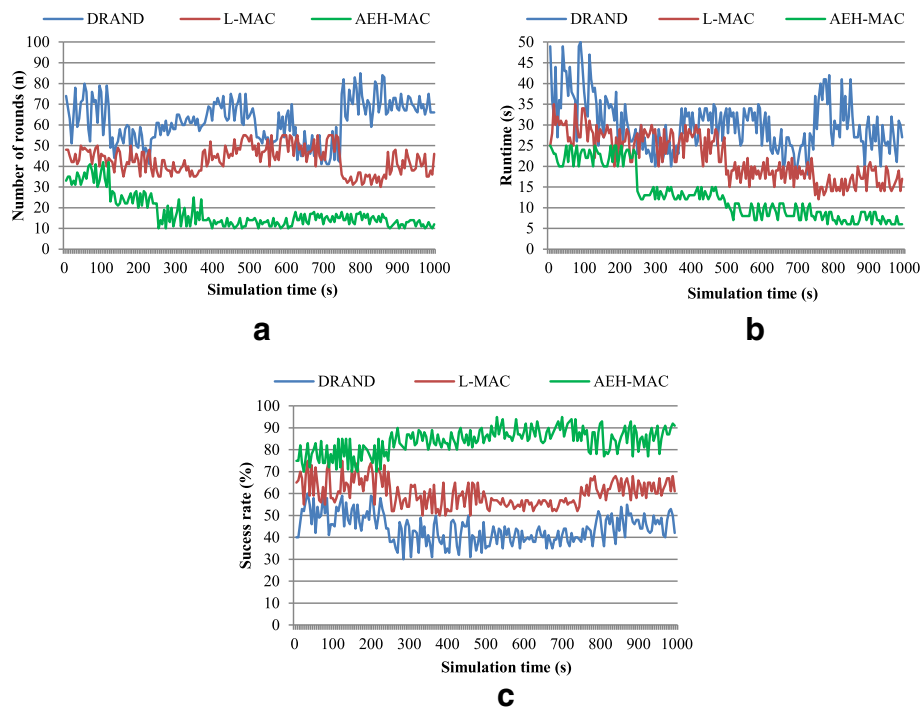 DRAND L-MAC AEH-MAC
100
90
80
70
60
50
40
30
20
10
0
Number of rounds (n)
0 100 200 300 400 500 600 700 800 900 1000
Simulation time (s)
a
DRAND L-MAC AEH-MAC
50
45
40
35
30
25
20
15
10
5
0
Runtime (s)
0 100 200 300 400 500 600 700 800 900 1000
Simulation time (s)
b
DRAND L-MAC AEH-MAC
100
90
80
70
60
50
40
30
20
10
0
Sucess rate (%)
0 100 200 300 400 500 600 700 800 900 1000
Simulation time (s)
c